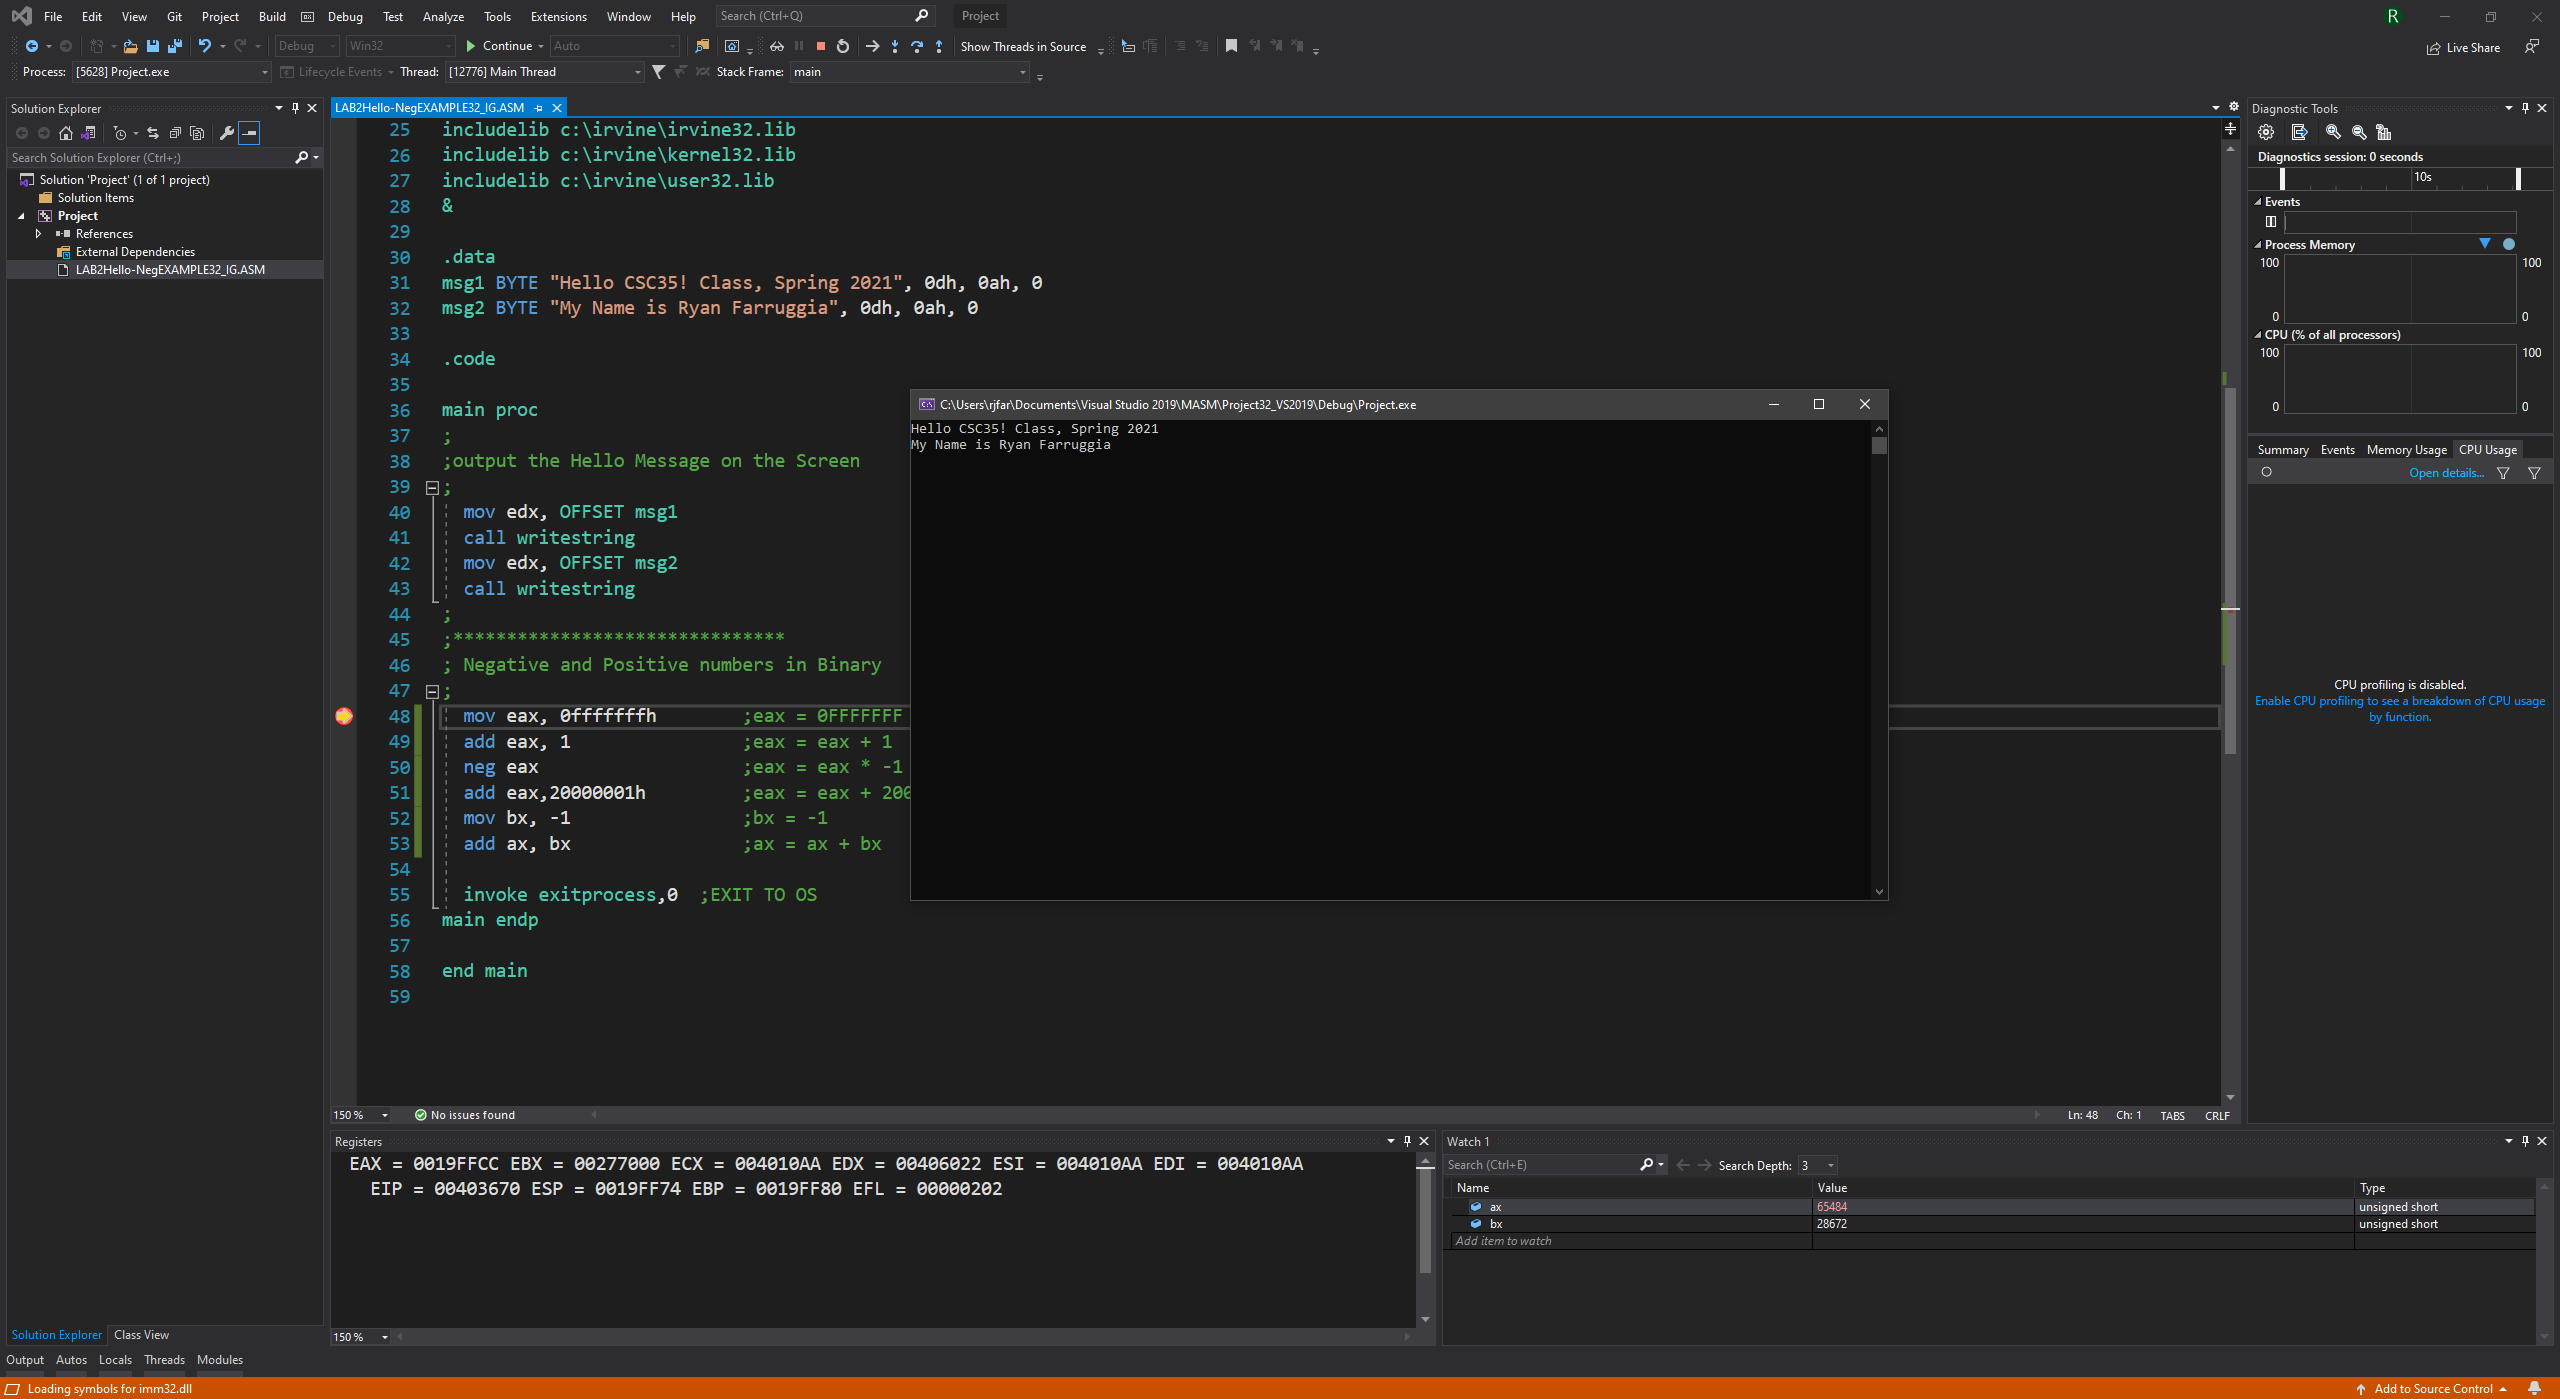 File Edit View Git Project Build Debug Test Analyze Tools Extensions Window Help Search (Ctrl+Q) Project R
Debug Win32 Continue Auto Show Threads in Source Live Share
Process: [5628] Project.exe Lifecycle Events Thread: [12776] Main Thread Stack Frame: main
Solution Explorer
Search Solution Explorer (Ctrl+;)
Solution 'Project' (1 of 1 project)
Solution Items
Project
References
External Dependencies
LAB2Hello-NegEXAMPLE32_IG.ASM
Solution Explorer Class View
LAB2Hello-NegEXAMPLE32_IG.ASM
25 includelib c:\irvine\irvine32.lib
26 includelib c:\irvine\kernel32.lib
27 includelib c:\irvine\user32.lib
28 &
29
30 .data
31 msg1 BYTE "Hello CSC35! Class, Spring 2021", 0dh, 0ah, 0
32 msg2 BYTE "My Name is Ryan Farruggia", 0dh, 0ah, 0
33
34 .code
35
36 main proc
37 ;
38 ;output the Hello Message on the Screen
39 ;
40 mov edx, OFFSET msg1
41 call writestring
42 mov edx, OFFSET msg2
43 call writestring
44 ;
45 ;*******************************
46 ; Negative and Positive numbers in Binary
47 ;
48 mov eax, 0fffffffh ;eax = 0FFFFFFF
49 add eax, 1 ;eax = eax + 1
50 neg eax ;eax = eax * -1
51 add eax,20000001h ;eax = eax + 200
52 mov bx, -1 ;bx = -1
53 add ax, bx ;ax = ax + bx
54
55 invoke exitprocess,0 ;EXIT TO OS
56 main endp
57
58 end main
59
C:\Users\rjfar\Documents\Visual Studio 2019\MASM\Project32_VS2019\Debug\Project.exe
Hello CSC35! Class, Spring 2021
My Name is Ryan Farruggia
150 % No issues found Ln: 48 Ch: 1 TABS CRLF
Diagnostic Tools
Diagnostics session: 0 seconds
10s
Events
Process Memory
100 100
0 0
CPU (% of all processors)
100 100
0 0
Summary Events Memory Usage CPU Usage
Open details...
CPU profiling is disabled.
Enable CPU profiling to see a breakdown of CPU usage
by function.
Registers
EAX = 0019FFCC EBX = 00277000 ECX = 004010AA EDX = 00406022 ESI = 004010AA EDI = 004010AA
EIP = 00403670 ESP = 0019FF74 EBP = 0019FF80 EFL = 00000202
150 %
Watch 1
Search (Ctrl+E) Search Depth: 3
Name Value Type
ax 65484 unsigned short
bx 28672 unsigned short
Add item to watch
Output Autos Locals Threads Modules
Loading symbols for imm32.dll Add to Source Control